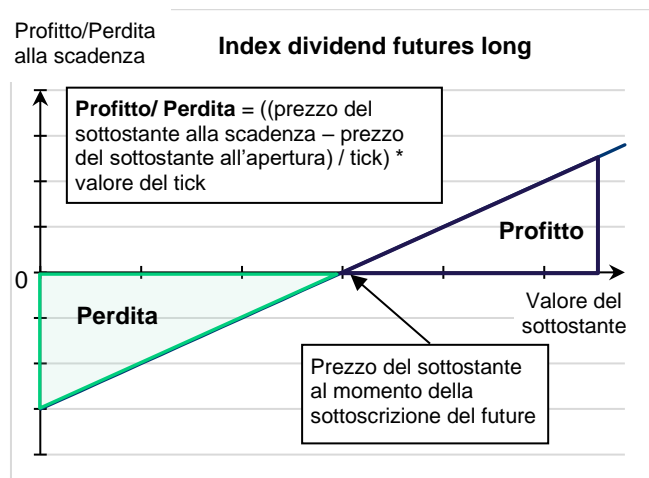 Profitto/Perdita
alla scadenza
Index dividend futures long
Profitto/ Perdita = ((prezzo del
sottostante alla scadenza – prezzo
del sottostante all’apertura) / tick) *
valore del tick
Profitto
0
Perdita
Valore del
sottostante
Prezzo del sottostante
al momento della
sottoscrizione del future